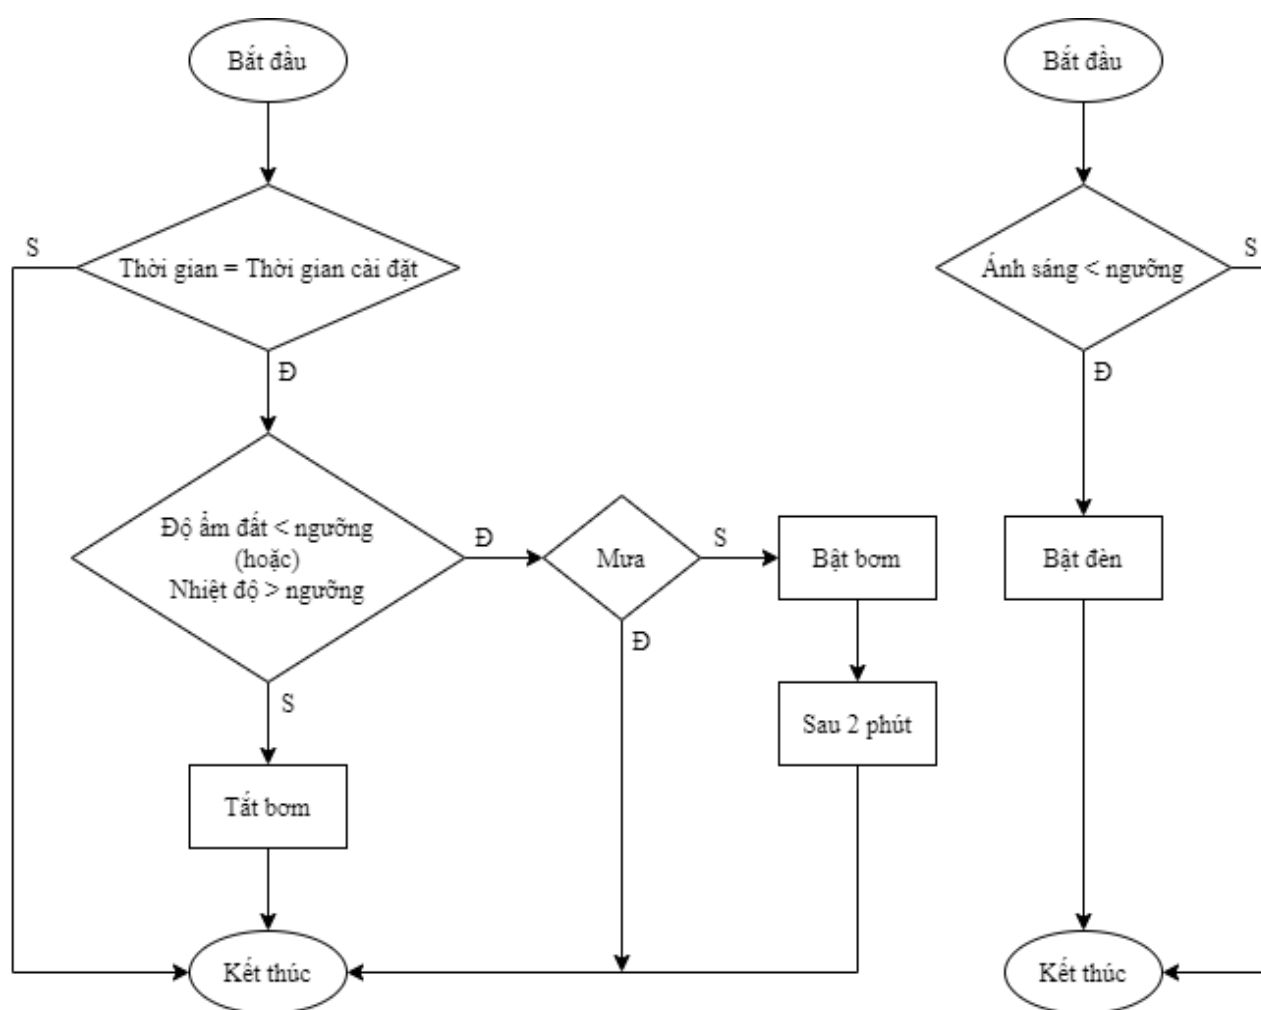 Bắt đầu
Thời gian = Thời gian cài đặt
S
Đ
Độ ẩm đất < ngưỡng
(hoặc)
Nhiệt độ > ngưỡng
Đ
S
Mưa
S
Đ
Bật bơm
Sau 2 phút
Tắt bơm
Kết thúc
Bắt đầu
Ánh sáng < ngưỡng
S
Đ
Bật đèn
Kết thúc